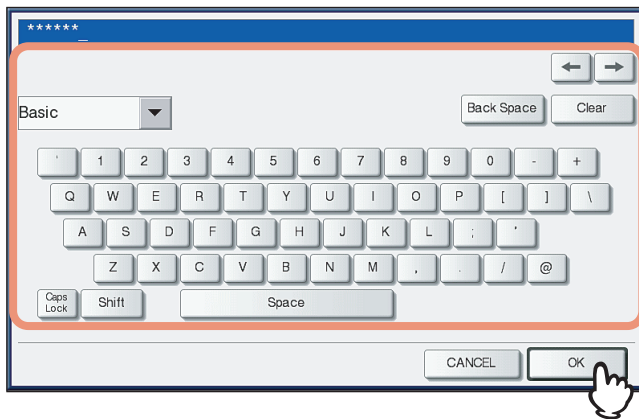 ******_
← →
Basic Back Space Clear
' 1 2 3 4 5 6 7 8 9 0 - +
Q W E R T Y U I O P [ ] \
A S D F G H J K L ; '
Z X C V B N M , . / @
Caps Lock Shift Space
CANCEL OK